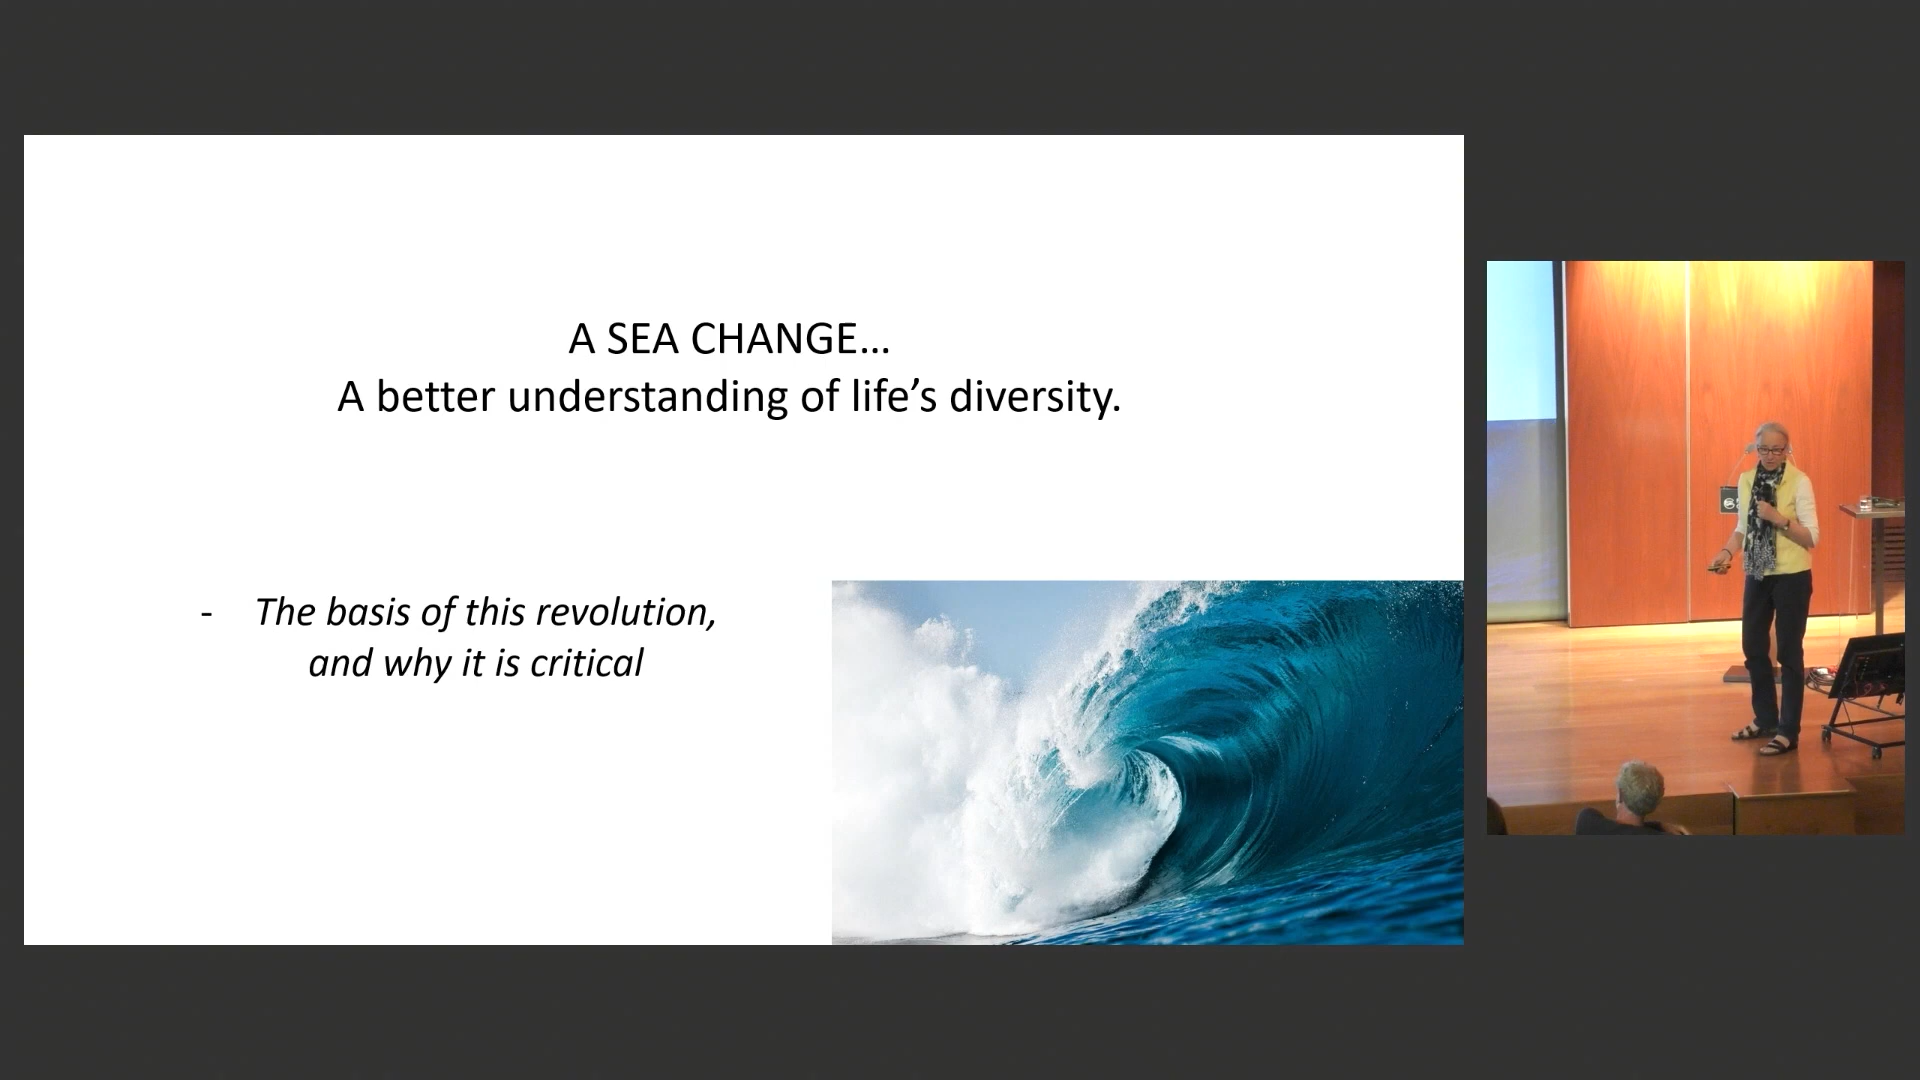 A SEA CHANGE…
A better understanding of life’s diversity.
- The basis of this revolution,
and why it is critical